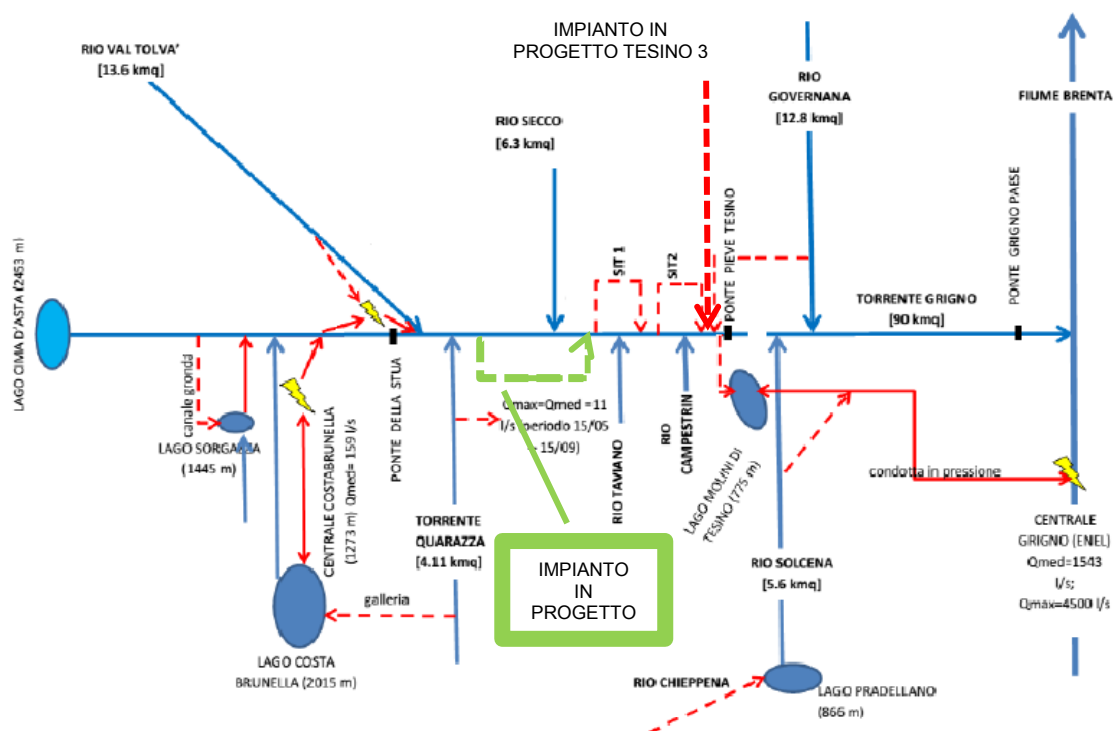 IMPIANTO IN
PROGETTO TESINO 3
RIO VAL TOLVA'
[13.6 kmq]
RIO SECCO
[6.3 kmq]
RIO
GOVERNANA
[12.8 kmq]
FIUME BRENTA
LAGO CIMA D'ASTA (2453 m)
canale gronda
LAGO SORGAZZA
(1445 m)
CENTRALE COSTABRUNELLA
(1273 m) Qmed= 159 l/s
PONTE DELLA STUA
SIT 1
SIT2
PONTE PIEVE TESINO
TORRENTE GRIGNO
[90 kmq]
PONTE GRIGNO PAESE
Qmax=Qmed =11
l/s (periodo 15/05
15/09)
RIO TAVIANO
RIO
CAMPESTRIN
LAGO MOLINI DI
TESINO (775 m)
condotta in pressione
TORRENTE
QUARAZZA
[4.11 kmq]
IMPIANTO
IN
PROGETTO
RIO SOLCENA
[5.6 kmq]
CENTRALE
GRIGNO (ENEL)
Qmed=1543
l/s;
Qmax=4500 l/s
galleria
LAGO COSTA
BRUNELLA (2015 m)
RIO CHIEPPENA
LAGO PRADELLANO
(866 m)